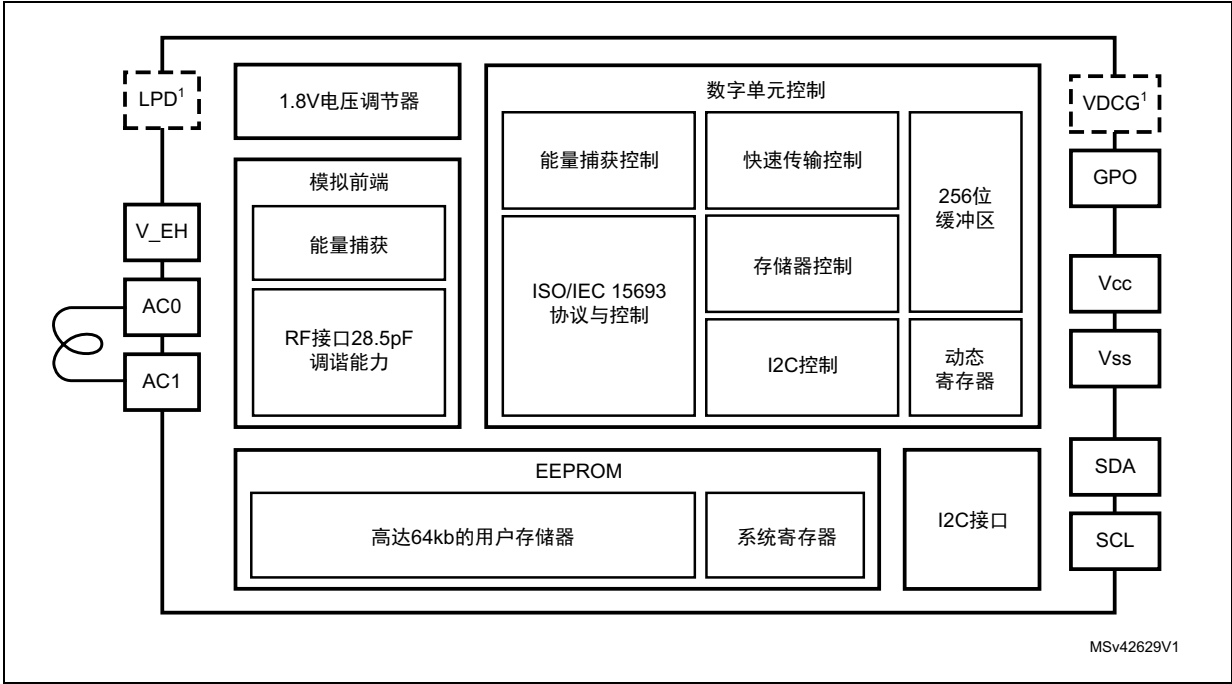 LPD1
1.8V电压调节器
数字单元控制
VDCG1
能量捕获控制
快速传输控制
256位
缓冲区
GPO
模拟前端
能量捕获
V_EH
存储器控制
ISO/IEC 15693
协议与控制
Vcc
AC0
RF接口28.5pF
调谐能力
I2C控制
动态
寄存器
Vss
AC1
EEPROM
SDA
高达64kb的用户存储器
系统寄存器
I2C接口
SCL
MSv42629V1